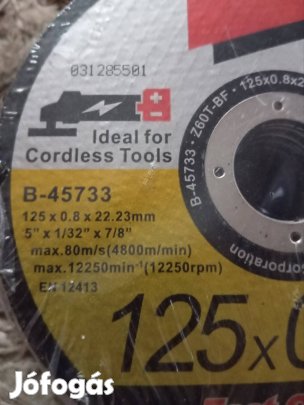 031285501
Ideal for
Cordless Tools
B-45733
125 x 0.8 x 22.23mm
5" x 1/32" x 7/8"
max.80m/s(4800m/min)
max.12250min⁻¹(12250rpm)
EN 12413
B-45733 · Z60T-BF · 125x0.8x2
orporation
125x
Jófogás